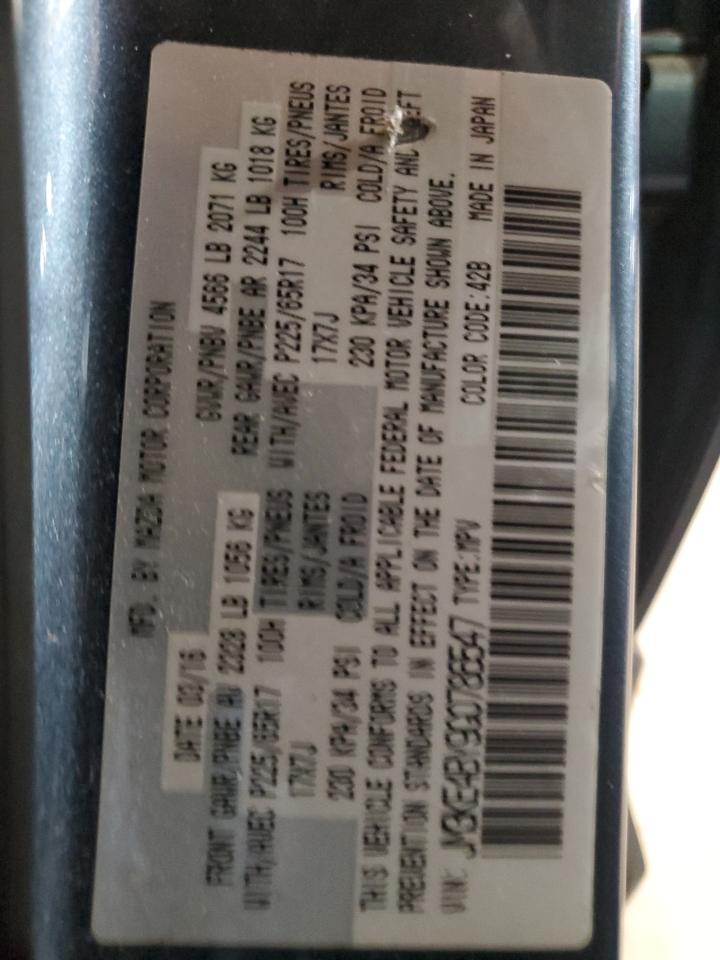 MFD. BY MAZDA MOTOR CORPORATION
DATE 03/16 GVWR/PNBV 4566 LB 2071 KG
FRONT GAWR/PNBE AV 2328 LB 1056 KG REAR GAWR/PNBE AR 2244 LB 1018 KG
WITH/AVEC P225/65R17 100H TIRES/PNEUS WITH/AVEC P225/65R17 100H TIRES/PNEUS
17X7J RIMS/JANTES 17X7J RIMS/JANTES
230 KPA/34 PSI COLD/A FROID 230 KPA/34 PSI COLD/A FROID
THIS VEHICLE CONFORMS TO ALL APPLICABLE FEDERAL MOTOR VEHICLE SAFETY AND THEFT
PREVENTION STANDARDS IN EFFECT ON THE DATE OF MANUFACTURE SHOWN ABOVE.
VIN: JM3KE4BY9G0786547 TYPE:MPV COLOR CODE:42B MADE IN JAPAN